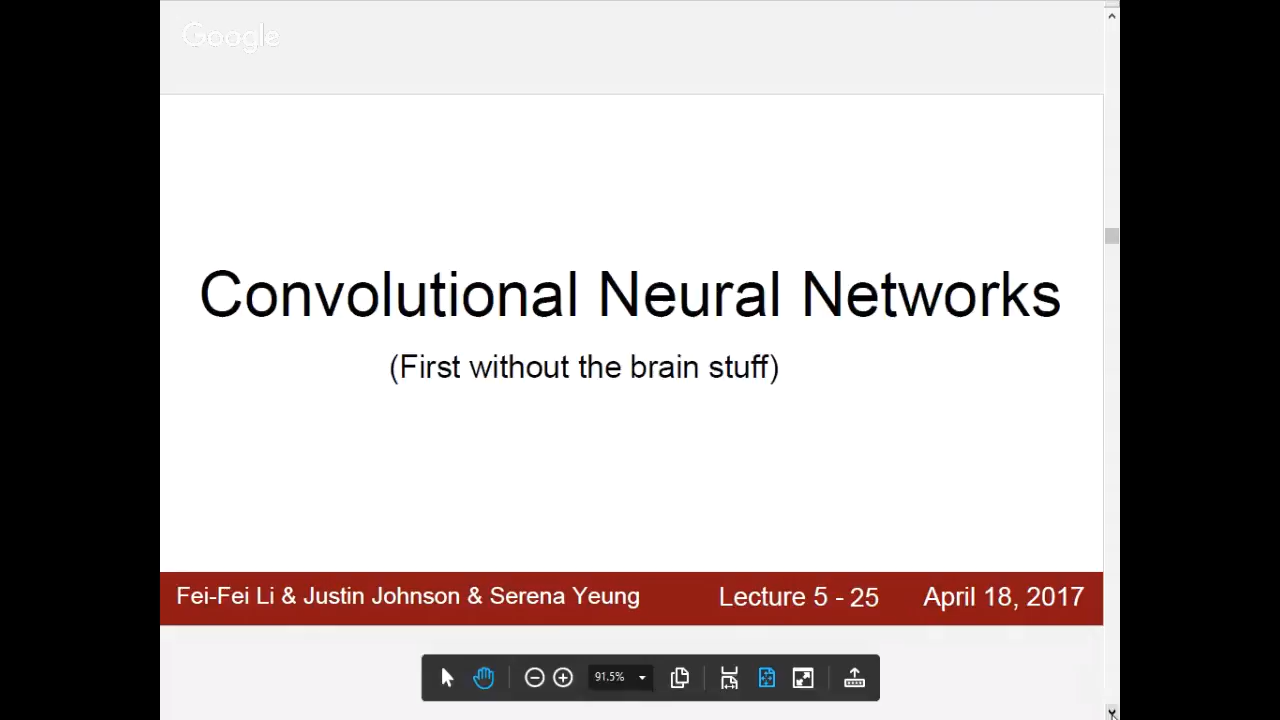 Google
Convolutional Neural Networks
(First without the brain stuff)
Fei-Fei Li & Justin Johnson & Serena Yeung Lecture 5 - 25 April 18, 2017
91.5%